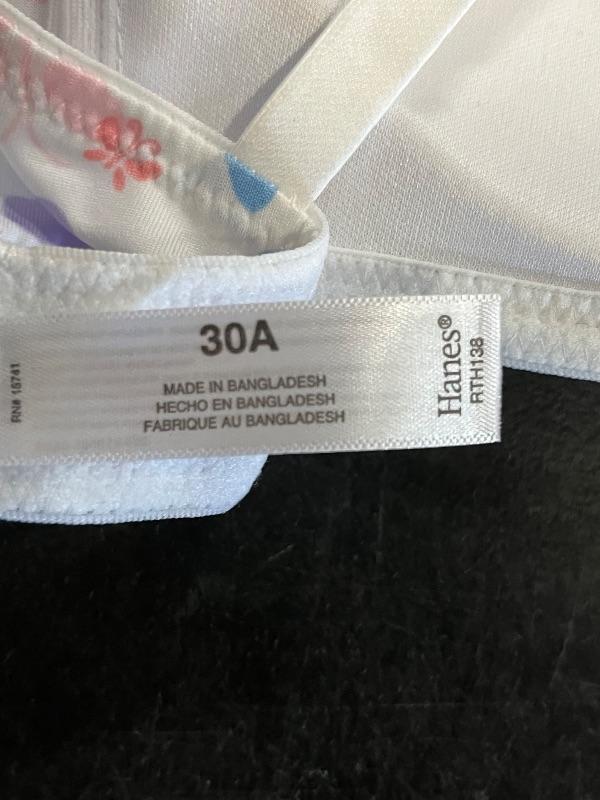 30A
MADE IN BANGLADESH
HECHO EN BANGLADESH
FABRIQUE AU BANGLADESH
RN# 15741
Hanes®
RTH138